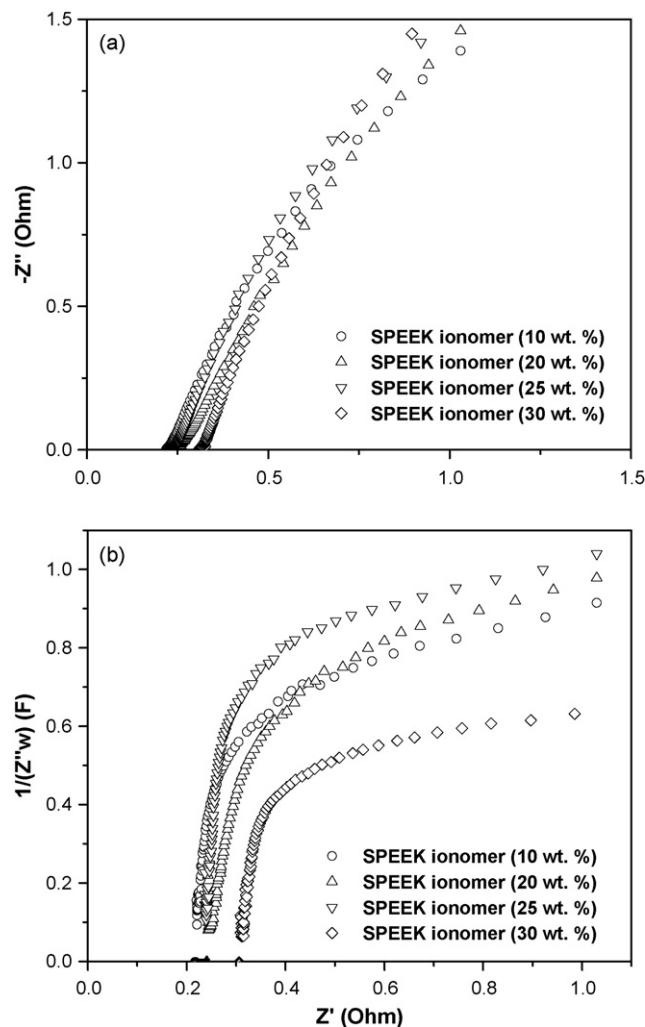 (a)
1.5
1.0
0.5
0.0
-Z'' (Ohm)
SPEEK ionomer (10 wt. %)
SPEEK ionomer (20 wt. %)
SPEEK ionomer (25 wt. %)
SPEEK ionomer (30 wt. %)
0.0 0.5 1.0 1.5
(b)
1.0
0.8
0.6
0.4
0.2
0.0
1/(Z''w) (F)
SPEEK ionomer (10 wt. %)
SPEEK ionomer (20 wt. %)
SPEEK ionomer (25 wt. %)
SPEEK ionomer (30 wt. %)
0.0 0.2 0.4 0.6 0.8 1.0
Z' (Ohm)